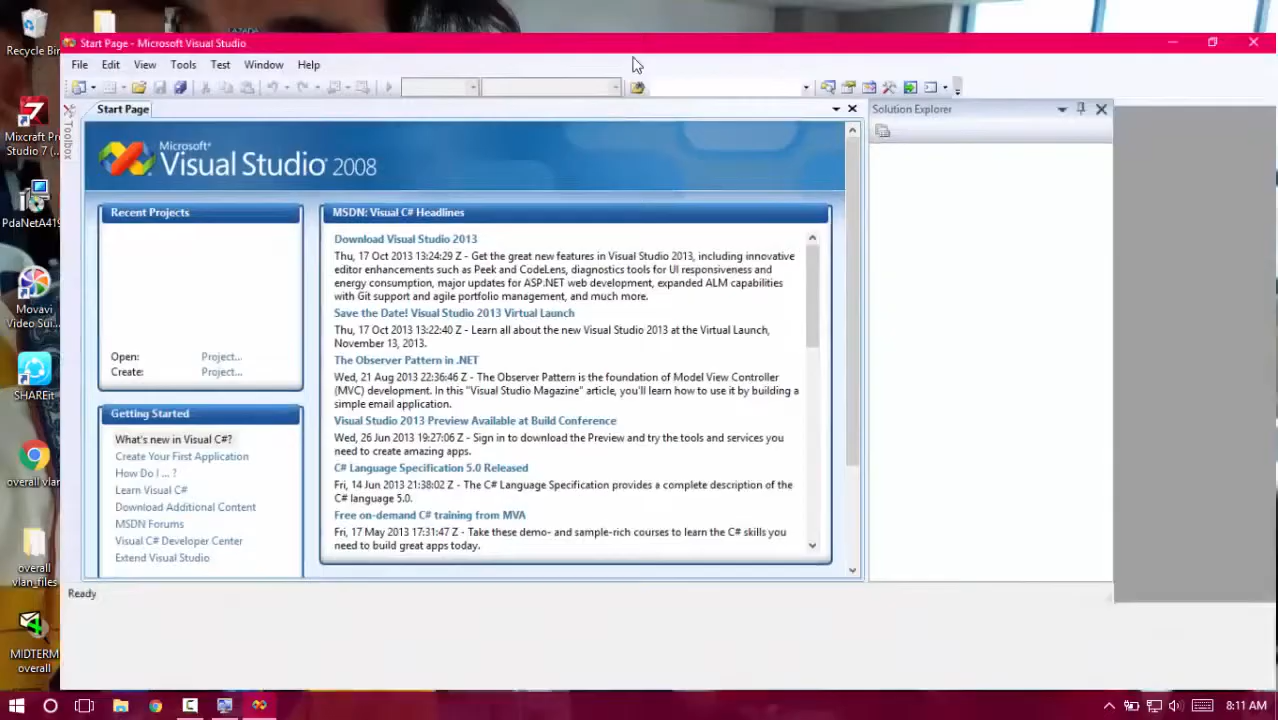 Recycle Bin
Start Page - Microsoft Visual Studio
File Edit View Tools Test Window Help
Toolbox
Start Page
Solution Explorer
Microsoft®
Visual Studio® 2008
Recent Projects
Open: Project...
Create: Project...
Getting Started
What's new in Visual C#?
Create Your First Application
How Do I ... ?
Learn Visual C#
Download Additional Content
MSDN Forums
Visual C# Developer Center
Extend Visual Studio
MSDN: Visual C# Headlines
Download Visual Studio 2013
Thu, 17 Oct 2013 13:24:29 Z - Get the great new features in Visual Studio 2013, including innovative
editor enhancements such as Peek and CodeLens, diagnostics tools for UI responsiveness and
energy consumption, major updates for ASP.NET web development, expanded ALM capabilities
with Git support and agile portfolio management, and much more.
Save the Date! Visual Studio 2013 Virtual Launch
Thu, 17 Oct 2013 13:22:40 Z - Learn all about the new Visual Studio 2013 at the Virtual Launch,
November 13, 2013.
The Observer Pattern in .NET
Wed, 21 Aug 2013 22:36:46 Z - The Observer Pattern is the foundation of Model View Controller
(MVC) development. In this "Visual Studio Magazine" article, you'll learn how to use it by building a
simple email application.
Visual Studio 2013 Preview Available at Build Conference
Wed, 26 Jun 2013 19:27:06 Z - Sign in to download the Preview and try the tools and services you
need to create amazing apps.
C# Language Specification 5.0 Released
Fri, 14 Jun 2013 21:38:02 Z - The C# Language Specification provides a complete description of the
C# language 5.0.
Free on-demand C# training from MVA
Fri, 17 May 2013 17:31:47 Z - Take these demo- and sample-rich courses to learn the C# skills you
need to build great apps today.
Ready
Mixcraft Pr
Studio 7 (...
PdaNetA419
Movavi
Video Sui...
SHAREit
overall vlan
overall
vlan_files
MIDTERM
overall
8:11 AM